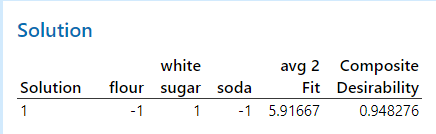 Solution
white avg 2 Composite
Solution flour sugar soda Fit Desirability
1 -1 1 -1 5.91667 0.948276